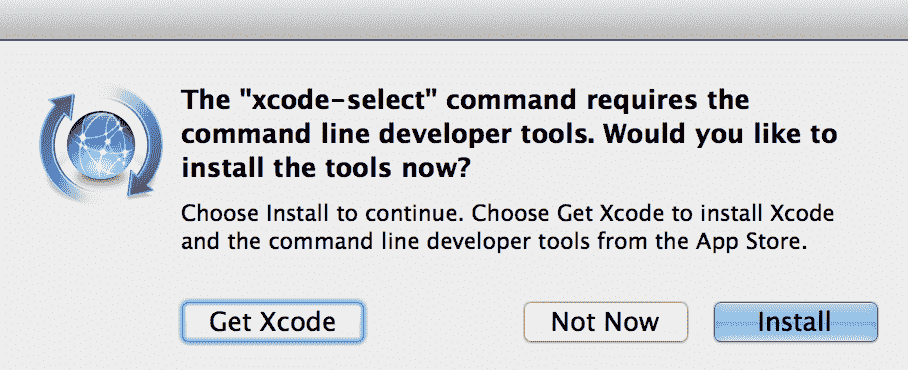 The "xcode-select" command requires the
command line developer tools. Would you like to
install the tools now?
Choose Install to continue. Choose Get Xcode to install Xcode
and the command line developer tools from the App Store.
Get Xcode
Not Now
Install